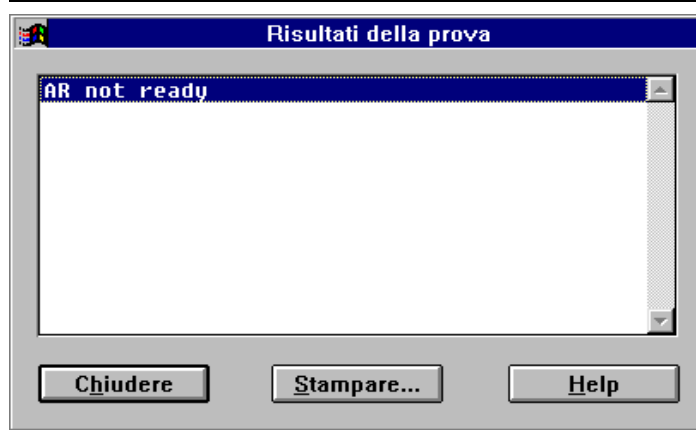 Risultati della prova
AR not ready
Chiudere Stampare... Help